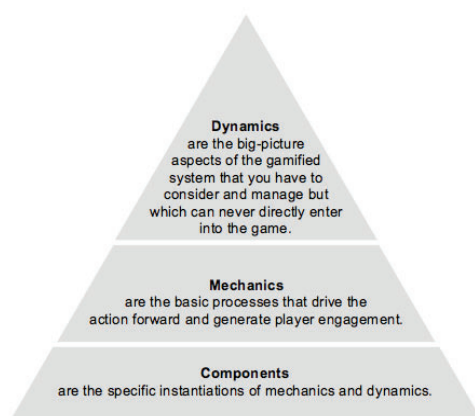 Dynamics
are the big-picture
aspects of the gamified
system that you have to
consider and manage but
which can never directly enter
into the game.
Mechanics
are the basic processes that drive the
action forward and generate player engagement.
Components
are the specific instantiations of mechanics and dynamics.